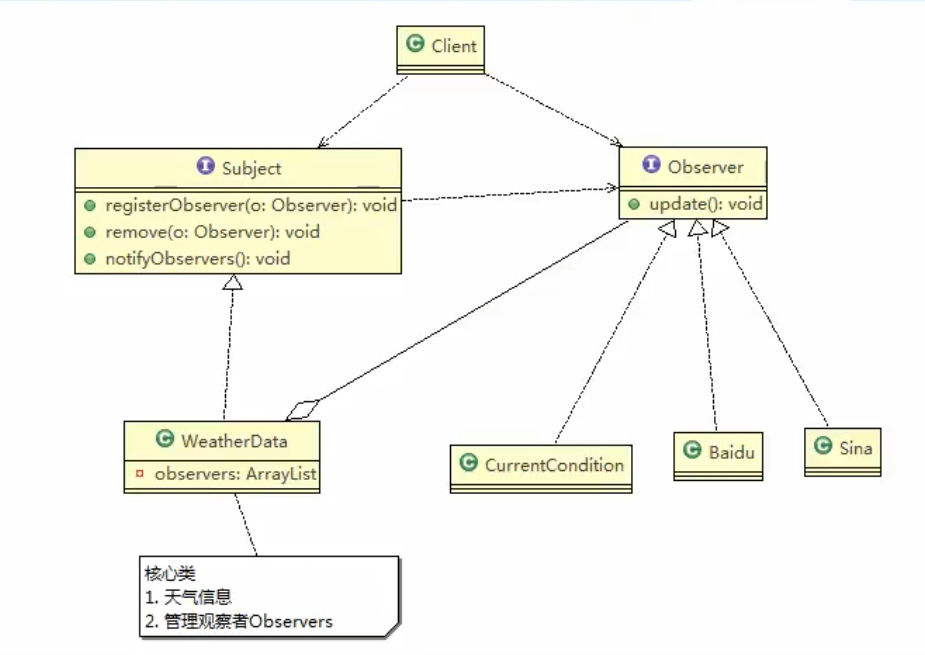 C Client
I Subject
registerObserver(o: Observer): void
remove(o: Observer): void
notifyObservers(): void
I Observer
update(): void
C WeatherData
observers: ArrayList
C CurrentCondition
C Baidu
C Sina
核心类
1. 天气信息
2. 管理观察者Observers